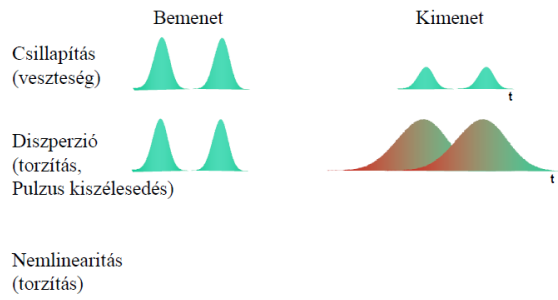 Bemenet
Kimenet
Csillapítás
(veszteség)
t
Diszperzió
(torzítás,
Pulzus kiszélesedés)
t
Nemlinearitás
(torzítás)